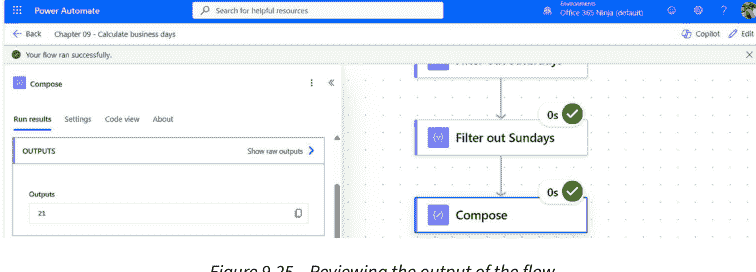 Environments
Power Automate
Search for helpful resources
Office 365 Ninja (default)
Back
Chapter 09 - Calculate business days
Copilot
Edit
Your flow ran successfully.
Compose
Run results
Settings
Code view
About
OUTPUTS
Show raw outputs
Outputs
21
0s
Filter out Sundays
0s
Compose
Figure 9.25 – Reviewing the output of the flow